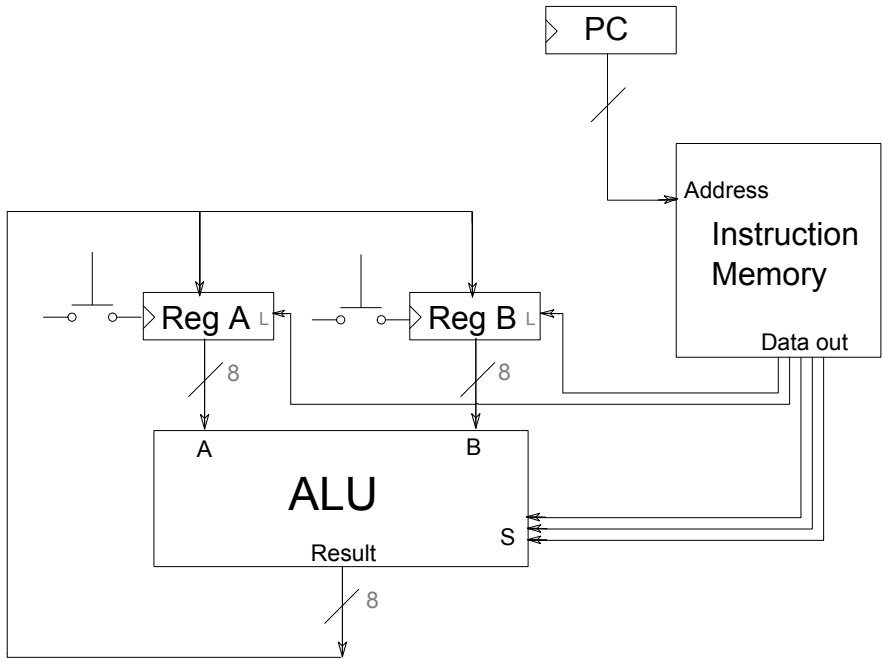 PC
Address
Instruction
Memory
Data out
Reg A L
Reg B L
8
8
A
B
ALU
S
Result
8